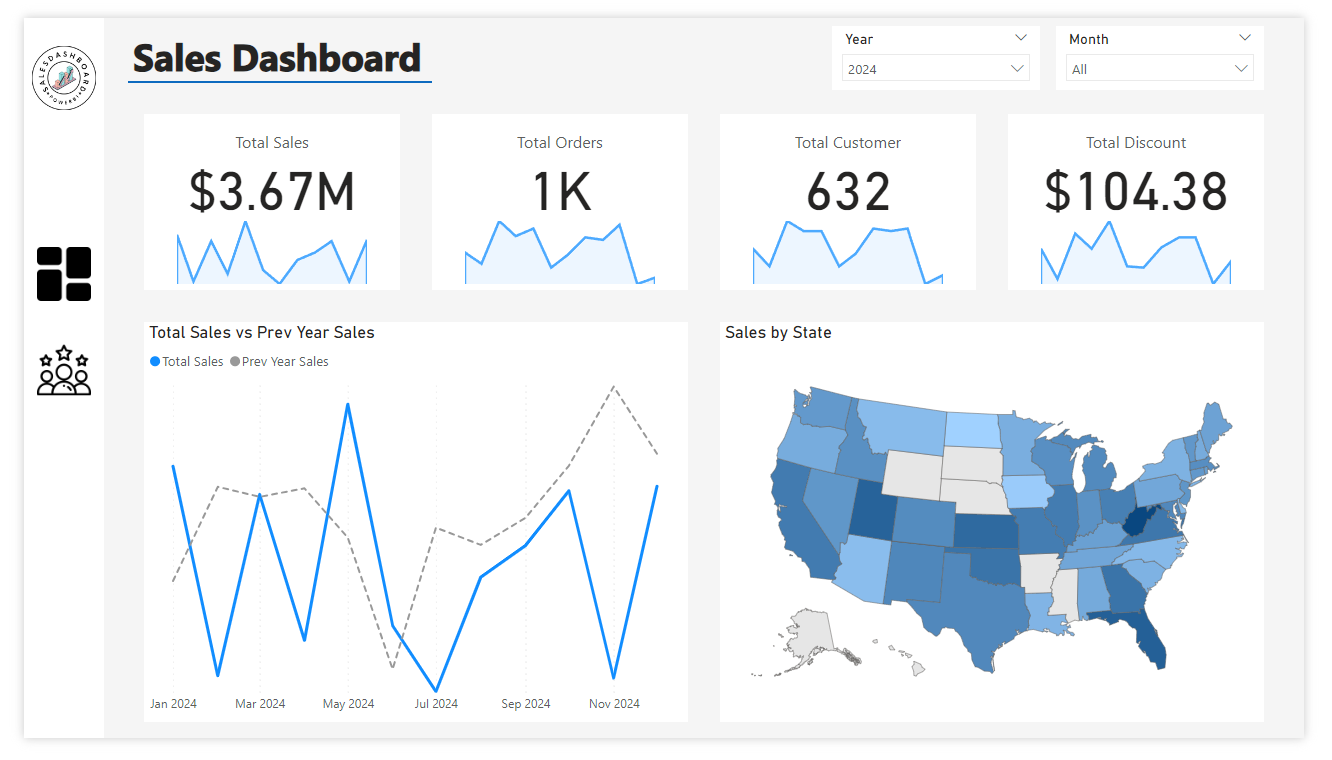 SALESDASHBOARD
POWERBI
Sales Dashboard
Year
2024
Month
All
Total Sales
$3.67M
Total Orders
1K
Total Customer
632
Total Discount
$104.38
Total Sales vs Prev Year Sales
Total Sales Prev Year Sales
Jan 2024 Mar 2024 May 2024 Jul 2024 Sep 2024 Nov 2024
Sales by State